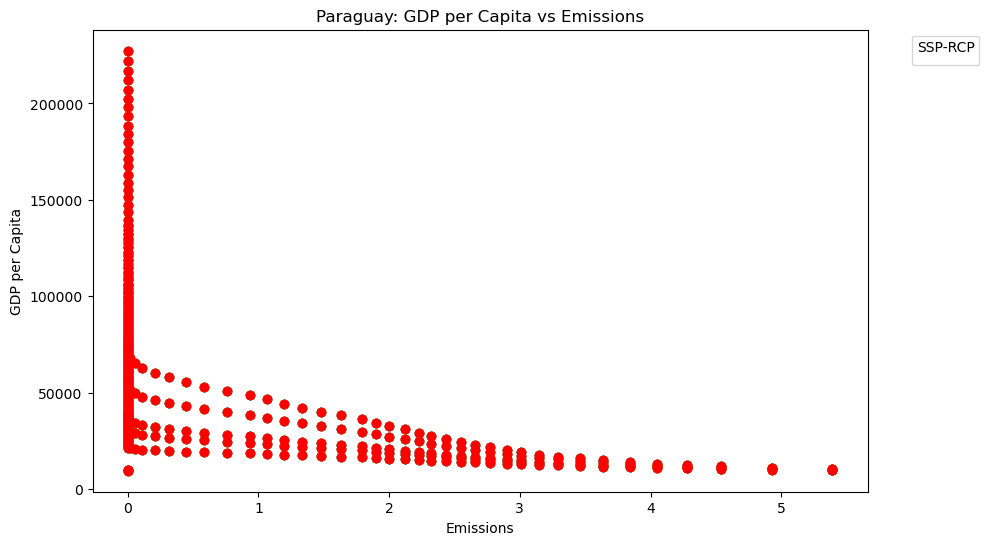 Paraguay: GDP per Capita vs Emissions
SSP-RCP
GDP per Capita
200000
150000
100000
50000
0
0 1 2 3 4 5
Emissions